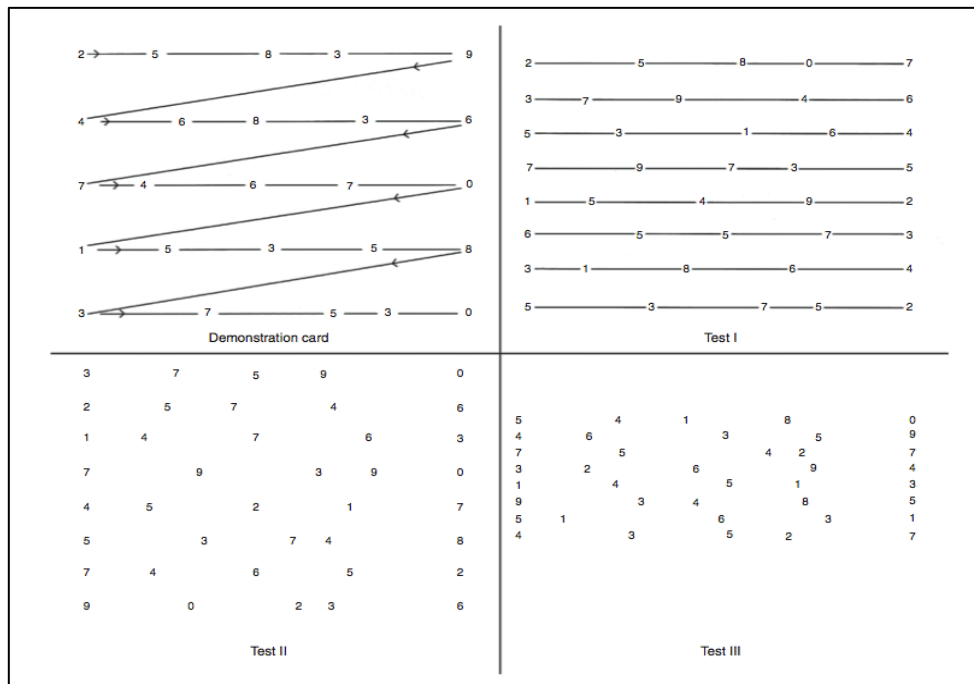 2 5 8 3 9
4 6 8 3 6
7 4 6 7 0
1 5 3 5 8
3 7 5 3 0
Demonstration card
2 5 8 0 7
3 7 9 4 6
5 3 1 6 4
7 9 7 3 5
1 5 4 9 2
6 5 5 7 3
3 1 8 6 4
5 3 7 5 2
Test I
3 7 5 9 0
2 5 7 4 6
1 4 7 6 3
7 9 3 9 0
4 5 2 1 7
5 3 7 4 8
7 4 6 5 2
9 0 2 3 6
Test II
5 4 1 8 0
4 6 3 5 9
7 5 4 2 7
3 2 6 9 4
1 4 5 1 3
9 3 4 8 5
5 1 6 3 1
4 3 5 2 7
Test III